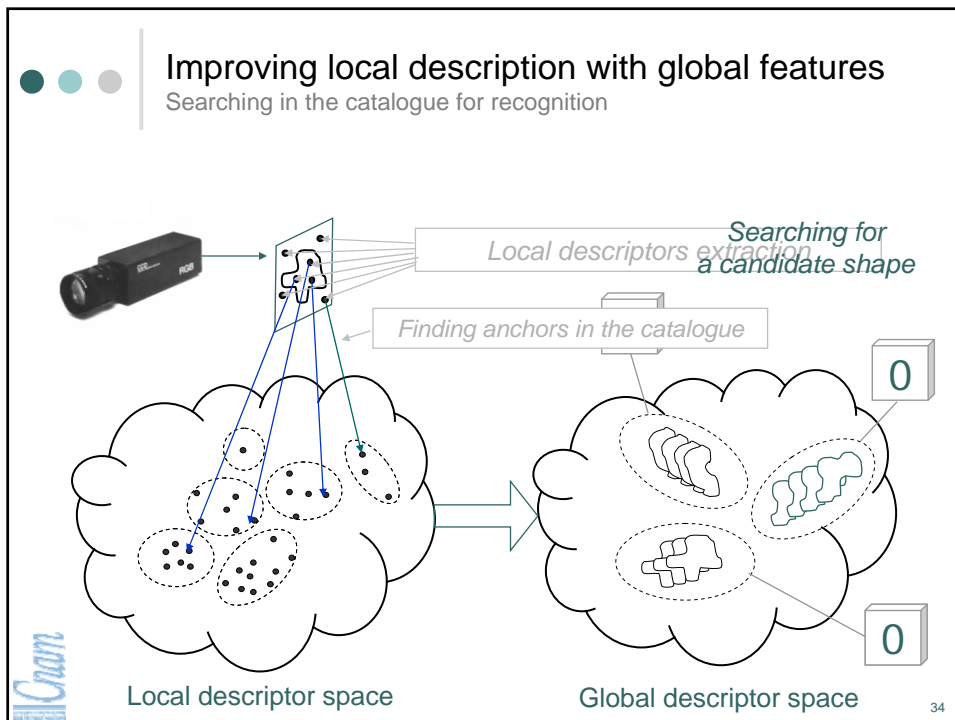 Improving local description with global features
Searching in the catalogue for recognition
Searching for
Local descriptors extraction
a candidate shape
RGB
Finding anchors in the catalogue
0
0
Local descriptor space
Global descriptor space
Cnam
34